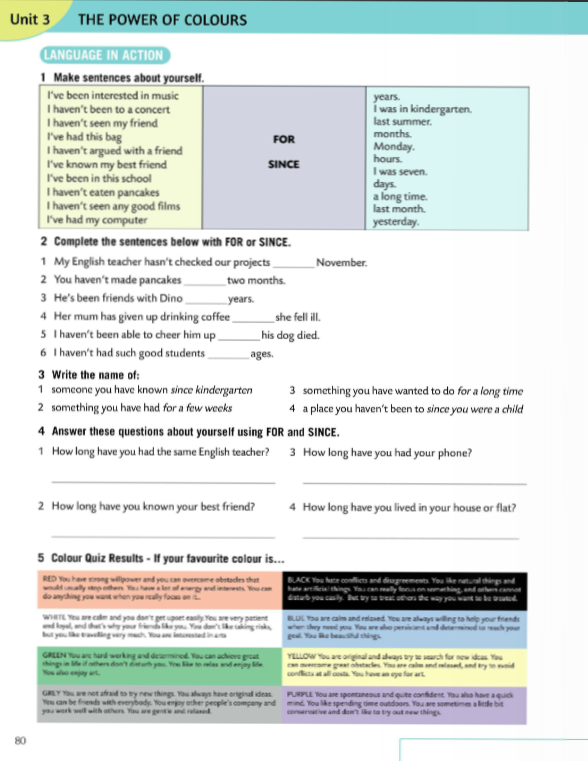 Unit 3
THE POWER OF COLOURS
LANGUAGE IN ACTION
1 Make sentences about yourself.
I've been interested in music
I haven't been to a concert
I haven't seen my friend
I've had this bag
I haven't argued with a friend
I've known my best friend
I've been in this school
I haven't eaten pancakes
I haven't seen any good films
I've had my computer
FOR
SINCE
years.
I was in kindergarten.
last summer.
months.
Monday.
hours.
I was seven.
days.
a long time.
last month.
yesterday.
2 Complete the sentences below with FOR or SINCE.
1 My English teacher hasn't checked our projects _______ November.
2 You haven't made pancakes _______ two months.
3 He's been friends with Dino _______ years.
4 Her mum has given up drinking coffee _______ she fell ill.
5 I haven't been able to cheer him up _______ his dog died.
6 I haven't had such good students _______ ages.
3 Write the name of:
1 someone you have known since kindergarten
2 something you have had for a few weeks
3 something you have wanted to do for a long time
4 a place you haven't been to since you were a child
4 Answer these questions about yourself using FOR and SINCE.
1 How long have you had the same English teacher?
3 How long have you had your phone?
2 How long have you known your best friend?
4 How long have you lived in your house or flat?
5 Colour Quiz Results - If your favourite colour is...
RED You have strong willpower and you can overcome obstacles that
would usually stop others. You have a lot of energy and interests. You can
do anything you want when you really focus on it.
BLACK You hate conflicts and disagreements. You like natural things and
hate artificial things. You can really focus on something, and others cannot
disturb you easily. But try to treat others the way you want to be treated.
WHITE You are calm and you don't get upset easily. You are very patient
and loyal, and that's why your friends like you. You don't like taking risks,
but you like travelling very much. You are interested in arts
BLUE You are calm and relaxed. You are always willing to help your friends
when they need you. You are also persistent and determined to reach your
goal. You like beautiful things.
GREEN You are hard-working and determined. You can achieve great
things in life if others don't disturb you. You like to relax and enjoy life.
You also enjoy art.
YELLOW You are original and always try to search for new ideas. You
can overcome great obstacles. You are calm and relaxed, and try to avoid
conflicts at all costs. You have an eye for art.
GREY You are not afraid to try new things. You always have original ideas.
You can be friends with everybody. You enjoy other people's company and
you work well with others. You are gentle and relaxed.
PURPLE You are spontaneous and quite confident. You also have a quick
mind. You like spending time outdoors. You are sometimes a little bit
conservative and don't like to try out new things.
80